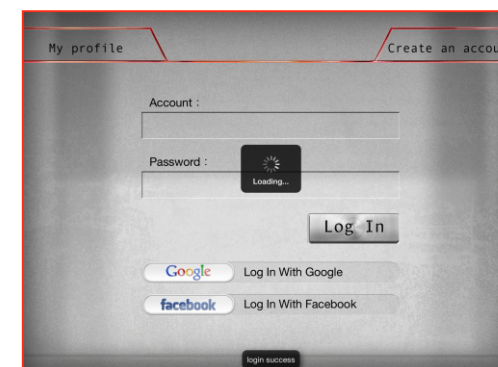 My profile
Create an accou
Account :
Password :
Loading...
Log In
Google Log In With Google
facebook Log In With Facebook
login success